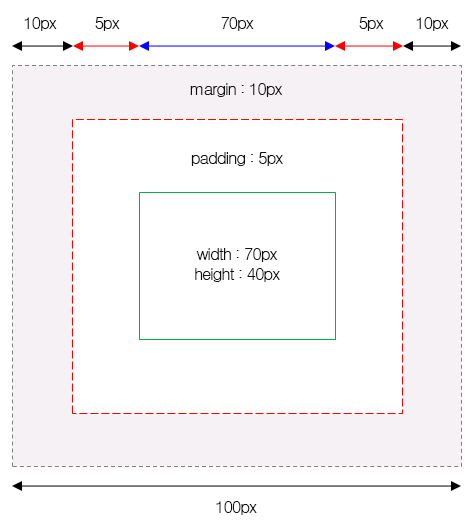 10px 5px 70px 5px 10px
margin : 10px
padding : 5px
width : 70px
height : 40px
100px